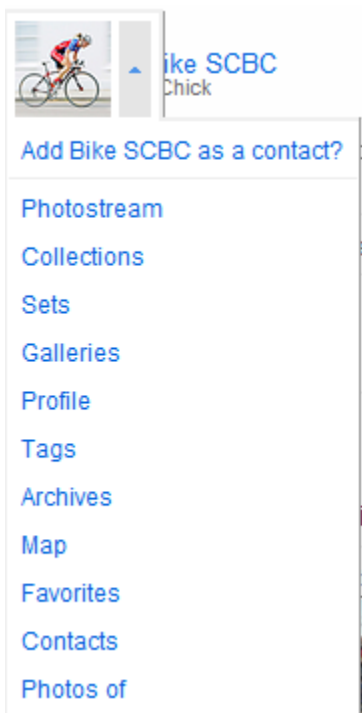 ike SCBC
Chick
Add Bike SCBC as a contact?
Photostream
Collections
Sets
Galleries
Profile
Tags
Archives
Map
Favorites
Contacts
Photos of